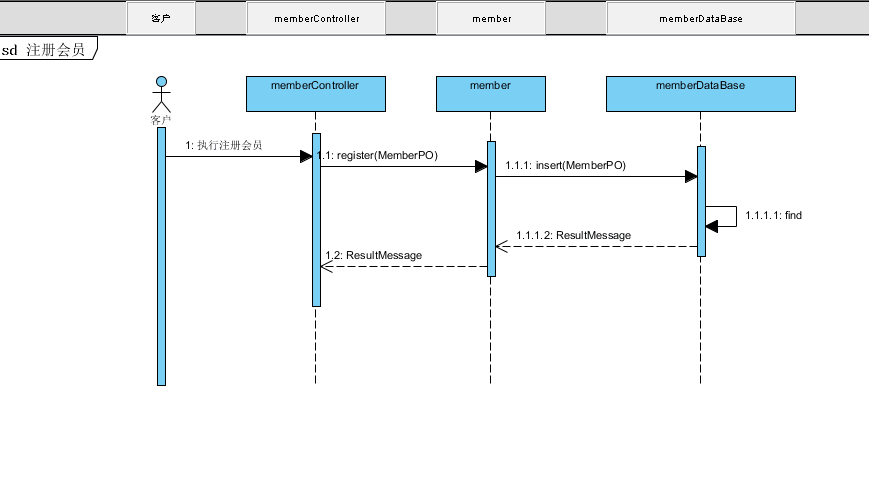 客户
memberController
member
memberDataBase
sd 注册会员
memberController
member
memberDataBase
客户
1: 执行注册会员
1.1: register(MemberPO)
1.1.1: insert(MemberPO)
1.1.1.1: find
1.1.1.2: ResultMessage
1.2: ResultMessage